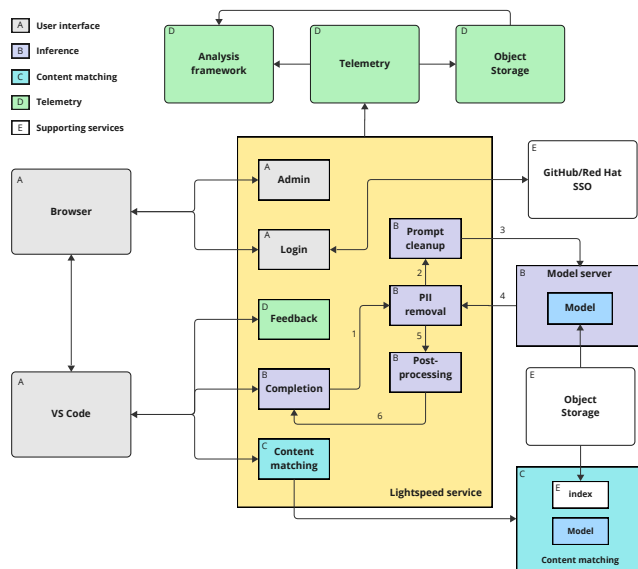 A User interface
B Inference
C Content matching
D Telemetry
E Supporting services
D
Analysis
framework
D
Telemetry
D
Object
Storage
A
Browser
A
VS Code
A
Admin
A
Login
D
Feedback
B
Completion
C
Content
matching
B
Prompt
cleanup
B
PII
removal
B
Post-
processing
1
2
3
4
5
6
Lightspeed service
E
GitHub/Red Hat
SSO
B
Model server
Model
E
Object
Storage
C
E
index
Model
Content matching